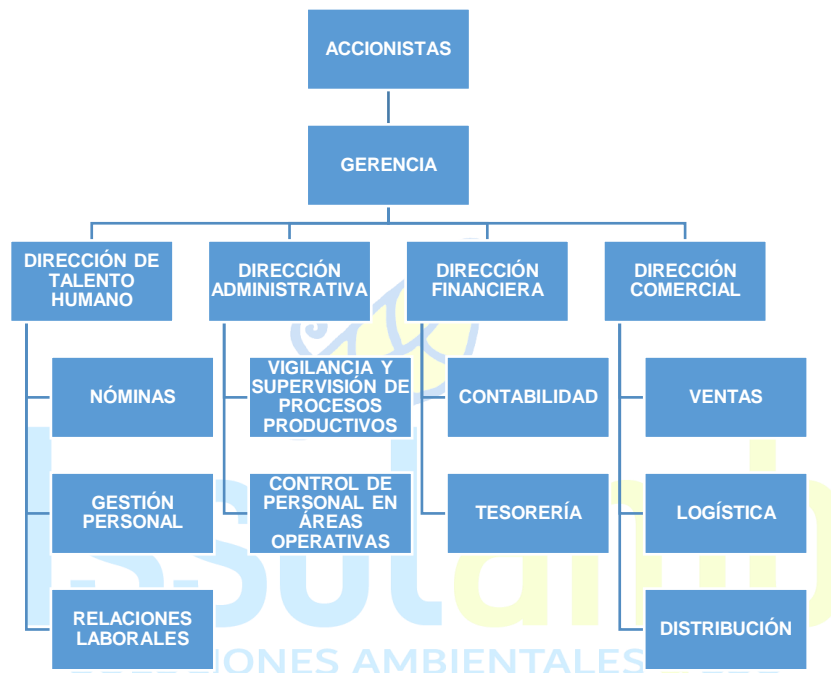 ACCIONISTAS
GERENCIA
DIRECCIÓN DE
TALENTO
HUMANO
DIRECCIÓN
ADMINISTRATIVA
DIRECCIÓN
FINANCIERA
DIRECCIÓN
COMERCIAL
NÓMINAS
VIGILANCIA Y
SUPERVISIÓN DE
PROCESOS
PRODUCTIVOS
CONTABILIDAD
VENTAS
GESTIÓN
PERSONAL
CONTROL DE
PERSONAL EN
ÁREAS
OPERATIVAS
TESORERÍA
LOGÍSTICA
RELACIONES
LABORALES
DISTRIBUCIÓN
AMBIENTALES